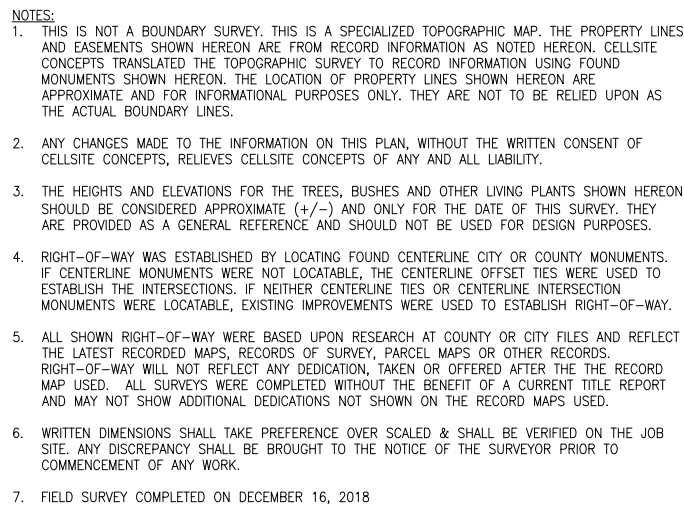 NOTES:
1. THIS IS NOT A BOUNDARY SURVEY. THIS IS A SPECIALIZED TOPOGRAPHIC MAP. THE PROPERTY LINES
AND EASEMENTS SHOWN HEREON ARE FROM RECORD INFORMATION AS NOTED HEREON. CELLSITE
CONCEPTS TRANSLATED THE TOPOGRAPHIC SURVEY TO RECORD INFORMATION USING FOUND
MONUMENTS SHOWN HEREON. THE LOCATION OF PROPERTY LINES SHOWN HEREON ARE
APPROXIMATE AND FOR INFORMATIONAL PURPOSES ONLY. THEY ARE NOT TO BE RELIED UPON AS
THE ACTUAL BOUNDARY LINES.
2. ANY CHANGES MADE TO THE INFORMATION ON THIS PLAN, WITHOUT THE WRITTEN CONSENT OF
CELLSITE CONCEPTS, RELIEVES CELLSITE CONCEPTS OF ANY AND ALL LIABILITY.
3. THE HEIGHTS AND ELEVATIONS FOR THE TREES, BUSHES AND OTHER LIVING PLANTS SHOWN HEREON
SHOULD BE CONSIDERED APPROXIMATE (+/-) AND ONLY FOR THE DATE OF THIS SURVEY. THEY
ARE PROVIDED AS A GENERAL REFERENCE AND SHOULD NOT BE USED FOR DESIGN PURPOSES.
4. RIGHT-OF-WAY WAS ESTABLISHED BY LOCATING FOUND CENTERLINE CITY OR COUNTY MONUMENTS.
IF CENTERLINE MONUMENTS WERE NOT LOCATABLE, THE CENTERLINE OFFSET TIES WERE USED TO
ESTABLISH THE INTERSECTIONS. IF NEITHER CENTERLINE TIES OR CENTERLINE INTERSECTION
MONUMENTS WERE LOCATABLE, EXISTING IMPROVEMENTS WERE USED TO ESTABLISH RIGHT-OF-WAY.
5. ALL SHOWN RIGHT-OF-WAY WERE BASED UPON RESEARCH AT COUNTY OR CITY FILES AND REFLECT
THE LATEST RECORDED MAPS, RECORDS OF SURVEY, PARCEL MAPS OR OTHER RECORDS.
RIGHT-OF-WAY WILL NOT REFLECT ANY DEDICATION, TAKEN OR OFFERED AFTER THE THE RECORD
MAP USED. ALL SURVEYS WERE COMPLETED WITHOUT THE BENEFIT OF A CURRENT TITLE REPORT
AND MAY NOT SHOW ADDITIONAL DEDICATIONS NOT SHOWN ON THE RECORD MAPS USED.
6. WRITTEN DIMENSIONS SHALL TAKE PREFERENCE OVER SCALED & SHALL BE VERIFIED ON THE JOB
SITE. ANY DISCREPANCY SHALL BE BROUGHT TO THE NOTICE OF THE SURVEYOR PRIOR TO
COMMENCEMENT OF ANY WORK.
7. FIELD SURVEY COMPLETED ON DECEMBER 16, 2018